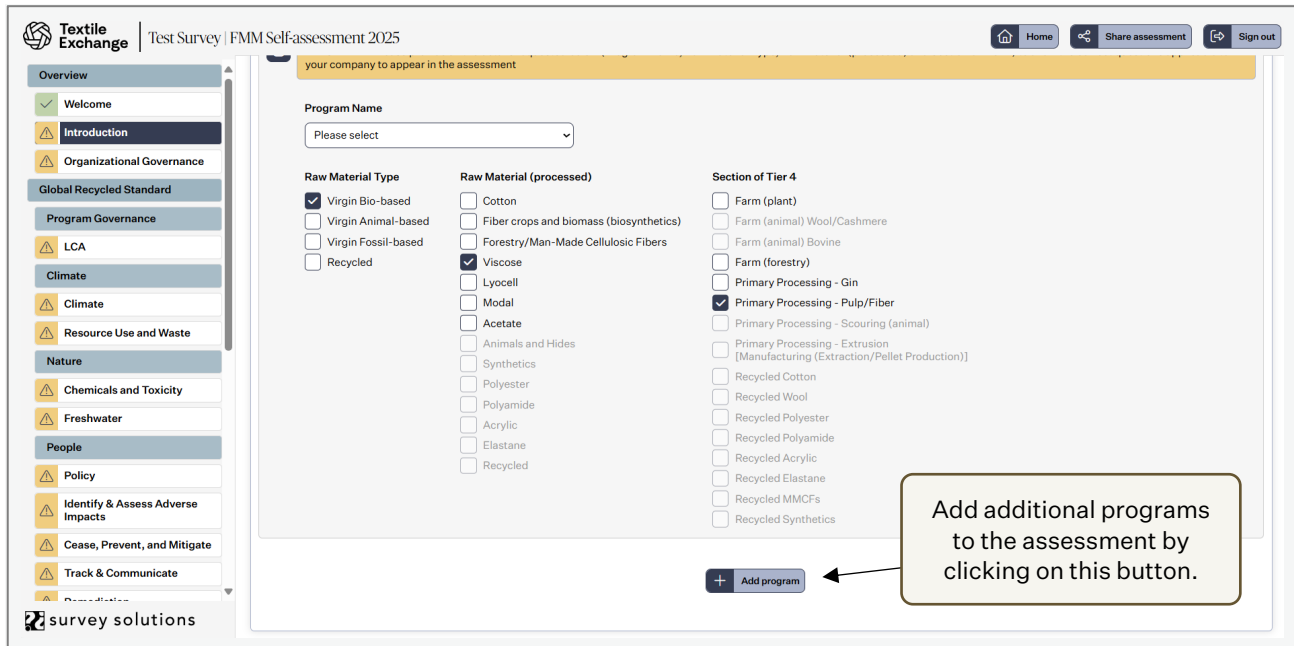 Textile
Exchange
Test Survey | FMM Self-assessment 2025
Home
Share assessment
Sign out
Overview
Welcome
Introduction
Organizational Governance
Global Recycled Standard
Program Governance
LCA
Climate
Climate
Resource Use and Waste
Nature
Chemicals and Toxicity
Freshwater
People
Policy
Identify & Assess Adverse
Impacts
Cease, Prevent, and Mitigate
Track & Communicate
survey solutions
your company to appear in the assessment
Program Name
Please select
Raw Material Type
Virgin Bio-based
Virgin Animal-based
Virgin Fossil-based
Recycled
Raw Material (processed)
Cotton
Fiber crops and biomass (biosynthetics)
Forestry/Man-Made Cellulosic Fibers
Viscose
Lyocell
Modal
Acetate
Animals and Hides
Synthetics
Polyester
Polyamide
Acrylic
Elastane
Recycled
Section of Tier 4
Farm (plant)
Farm (animal) Wool/Cashmere
Farm (animal) Bovine
Farm (forestry)
Primary Processing - Gin
Primary Processing - Pulp/Fiber
Primary Processing - Scouring (animal)
Primary Processing - Extrusion
[Manufacturing (Extraction/Pellet Production)]
Recycled Cotton
Recycled Wool
Recycled Polyester
Recycled Polyamide
Recycled Acrylic
Recycled Elastane
Recycled MMCFs
Recycled Synthetics
Add program
Add additional programs
to the assessment by
clicking on this button.